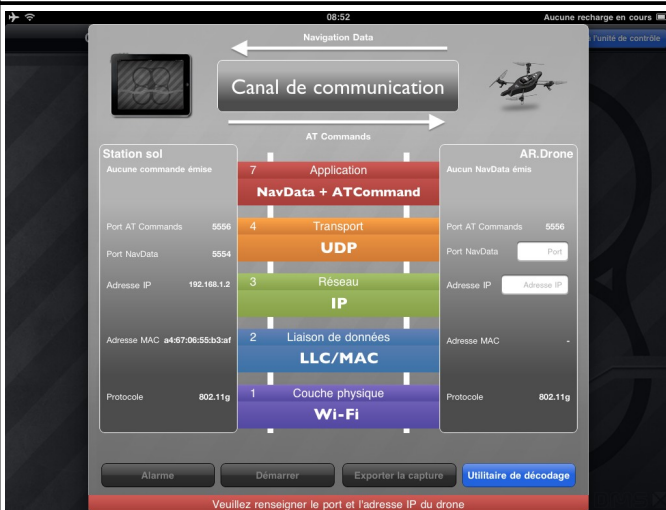 08:52
Aucune recharge en cours
l'unité de contrôle
Navigation Data
Canal de communication
AT Commands
Station sol
AR.Drone
Aucune commande émise
7 Application
Aucun NavData émis
NavData + ATCommand
Port AT Commands 5556
4 Transport
Port AT Commands 5556
UDP
Port NavData 5554
Port NavData Port
Adresse IP 192.168.1.2
3 Réseau
Adresse IP Adresse IP
IP
Adresse MAC a4:67:06:55:b3:af
2 Liaison de données
Adresse MAC -
LLC/MAC
Protocole 802.11g
1 Couche physique
Protocole 802.11g
Wi-Fi
Alarme
Démarrer
Exporter la capture
Utilitaire de décodage
Veuillez renseigner le port et l'adresse IP du drone